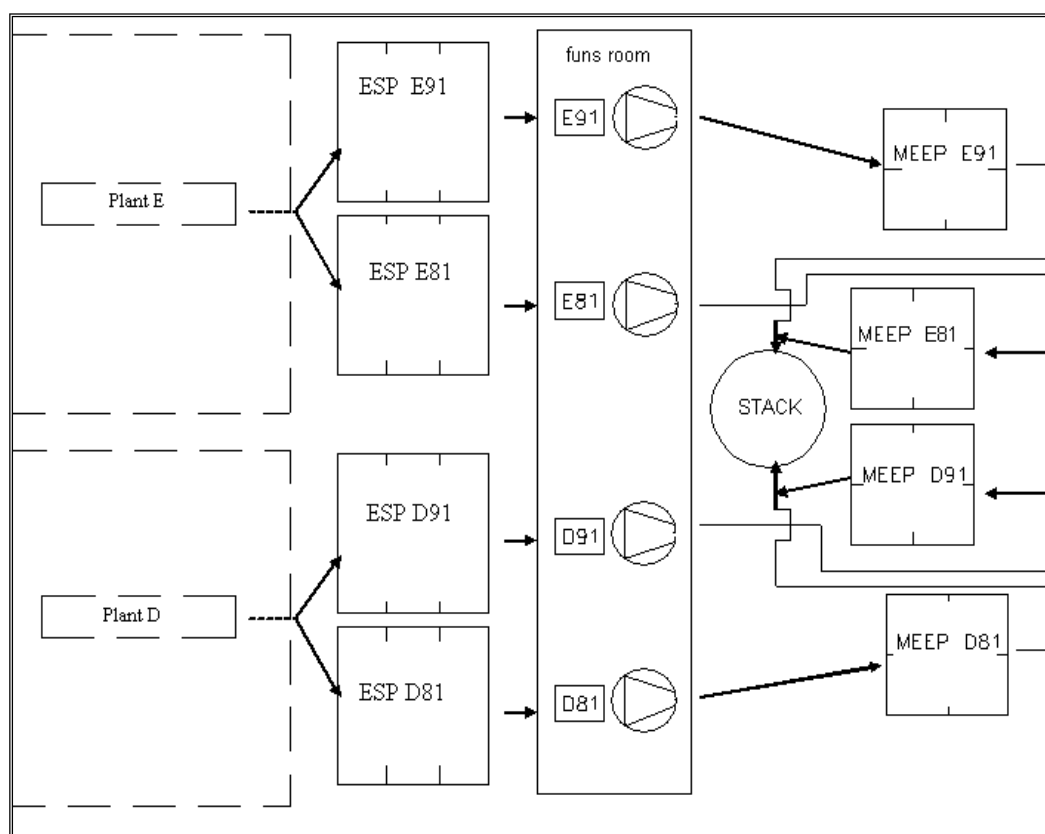 funs room
ESP E91
E91
MEEP E91
Plant E
ESP E81
E81
MEEP E81
STACK
MEEP D91
ESP D91
D91
Plant D
MEEP D81
ESP D81
D81